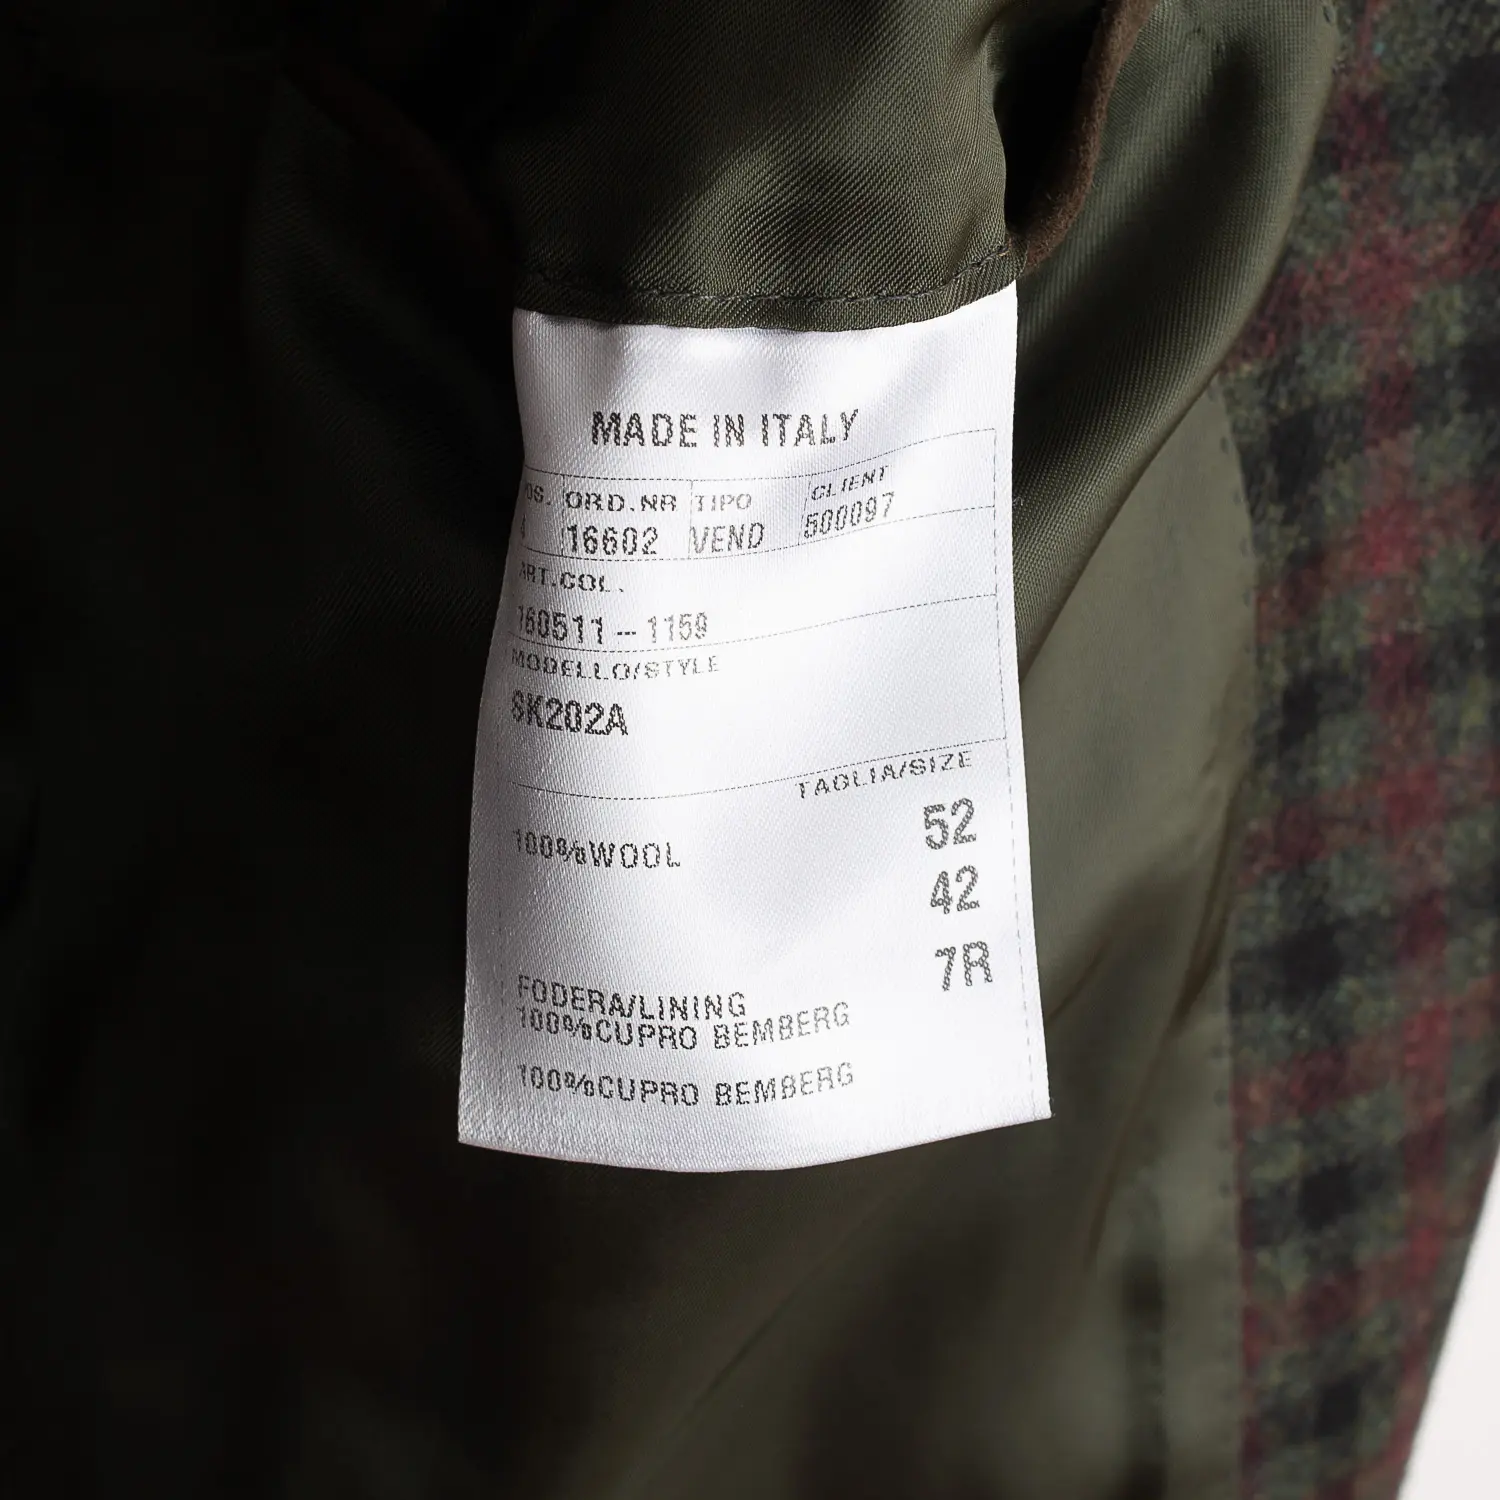 MADE IN ITALY
ORD.NR TIPO CLIENT
16602 VEND 500097
ART.COL.
160511--1159
MODELLO/STYLE
SK202A
TAGLIA/SIZE
52
100%WOOL
42
7R
FODERA/LINING
100%CUPRO BEMBERG
100%CUPRO BEMBERG